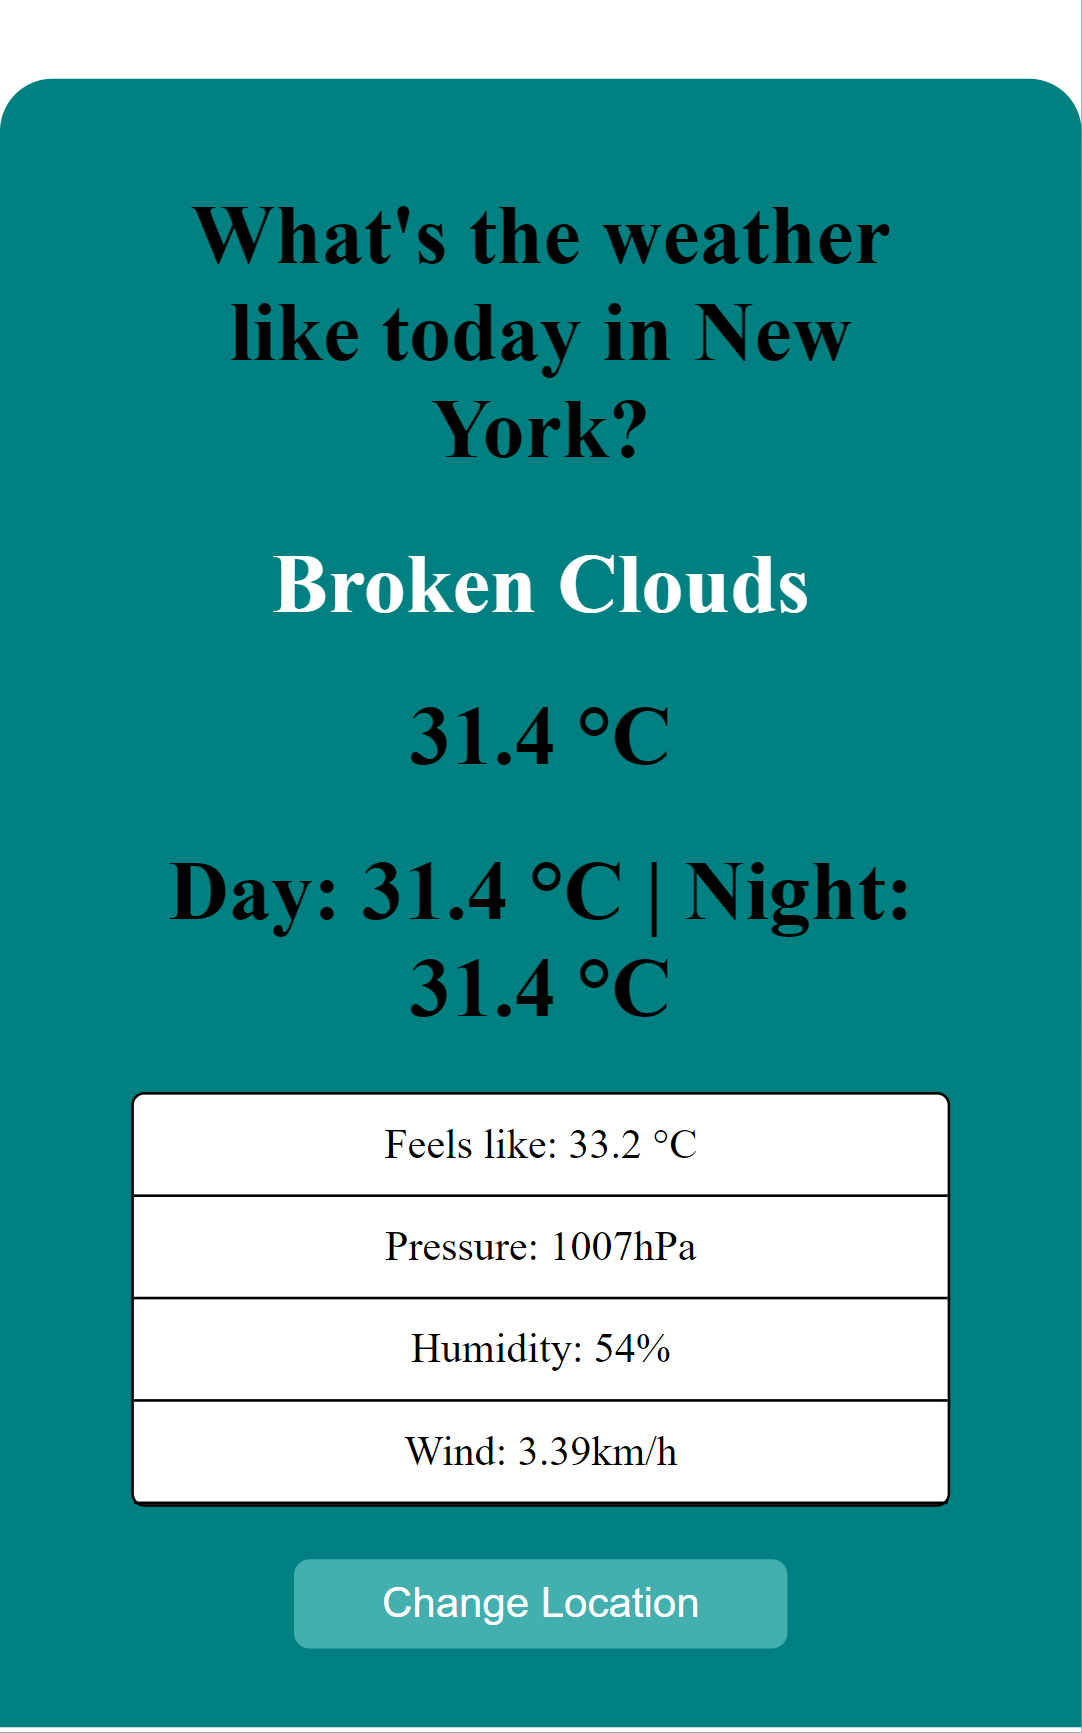 What's the weather
like today in New
York?
Broken Clouds
31.4 °C
Day: 31.4 °C | Night:
31.4 °C
Feels like: 33.2 °C
Pressure: 1007hPa
Humidity: 54%
Wind: 3.39km/h
Change Location